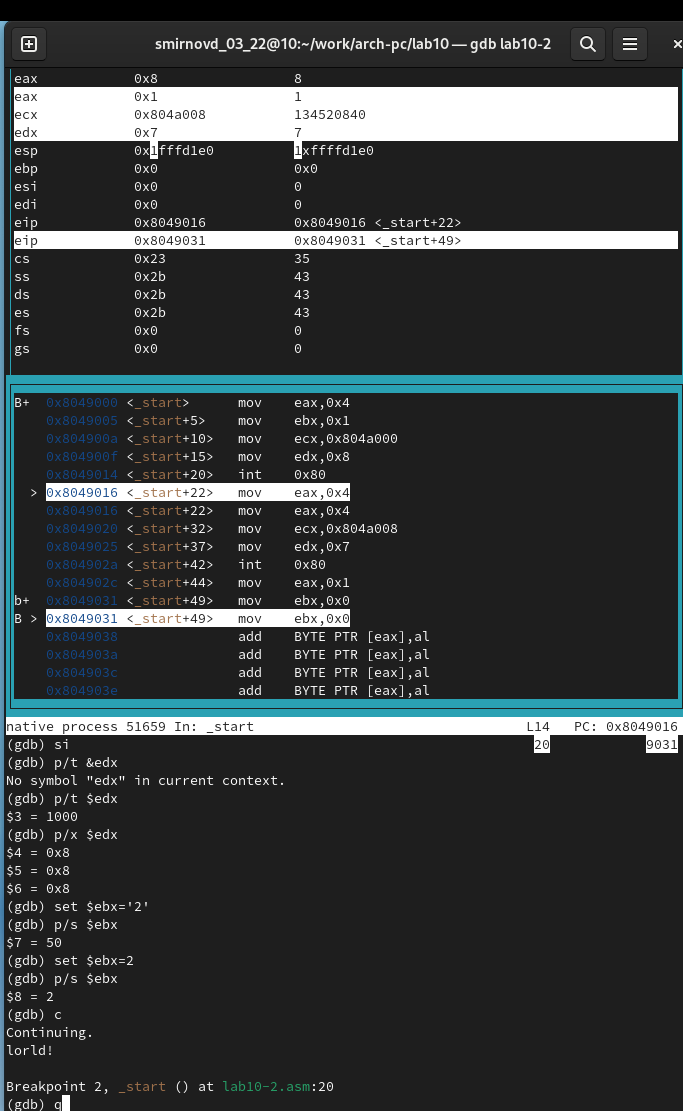 smirnovd_03_22@10:~/work/arch-pc/lab10 — gdb lab10-2
eax 0x8 8
eax 0x1 1
ecx 0x804a008 134520840
edx 0x7 7
esp 0x1fffd1e0 1xffffd1e0
ebp 0x0 0x0
esi 0x0 0
edi 0x0 0
eip 0x8049016 0x8049016 <_start+22>
eip 0x8049031 0x8049031 <_start+49>
cs 0x23 35
ss 0x2b 43
ds 0x2b 43
es 0x2b 43
fs 0x0 0
gs 0x0 0
B+ 0x8049000 <_start> mov eax,0x4
0x8049005 <_start+5> mov ebx,0x1
0x804900a <_start+10> mov ecx,0x804a000
0x804900f <_start+15> mov edx,0x8
0x8049014 <_start+20> int 0x80
> 0x8049016 <_start+22> mov eax,0x4
0x8049016 <_start+22> mov eax,0x4
0x8049020 <_start+32> mov ecx,0x804a008
0x8049025 <_start+37> mov edx,0x7
0x804902a <_start+42> int 0x80
0x804902c <_start+44> mov eax,0x1
b+ 0x8049031 <_start+49> mov ebx,0x0
B > 0x8049031 <_start+49> mov ebx,0x0
0x8049038 add BYTE PTR [eax],al
0x804903a add BYTE PTR [eax],al
0x804903c add BYTE PTR [eax],al
0x804903e add BYTE PTR [eax],al
native process 51659 In: _start L14 PC: 0x8049016
(gdb) si 20 9031
(gdb) p/t &edx
No symbol "edx" in current context.
(gdb) p/t $edx
$3 = 1000
(gdb) p/x $edx
$4 = 0x8
$5 = 0x8
$6 = 0x8
(gdb) set $ebx='2'
(gdb) p/s $ebx
$7 = 50
(gdb) set $ebx=2
(gdb) p/s $ebx
$8 = 2
(gdb) c
Continuing.
lorld!
Breakpoint 2, _start () at lab10-2.asm:20
(gdb) q